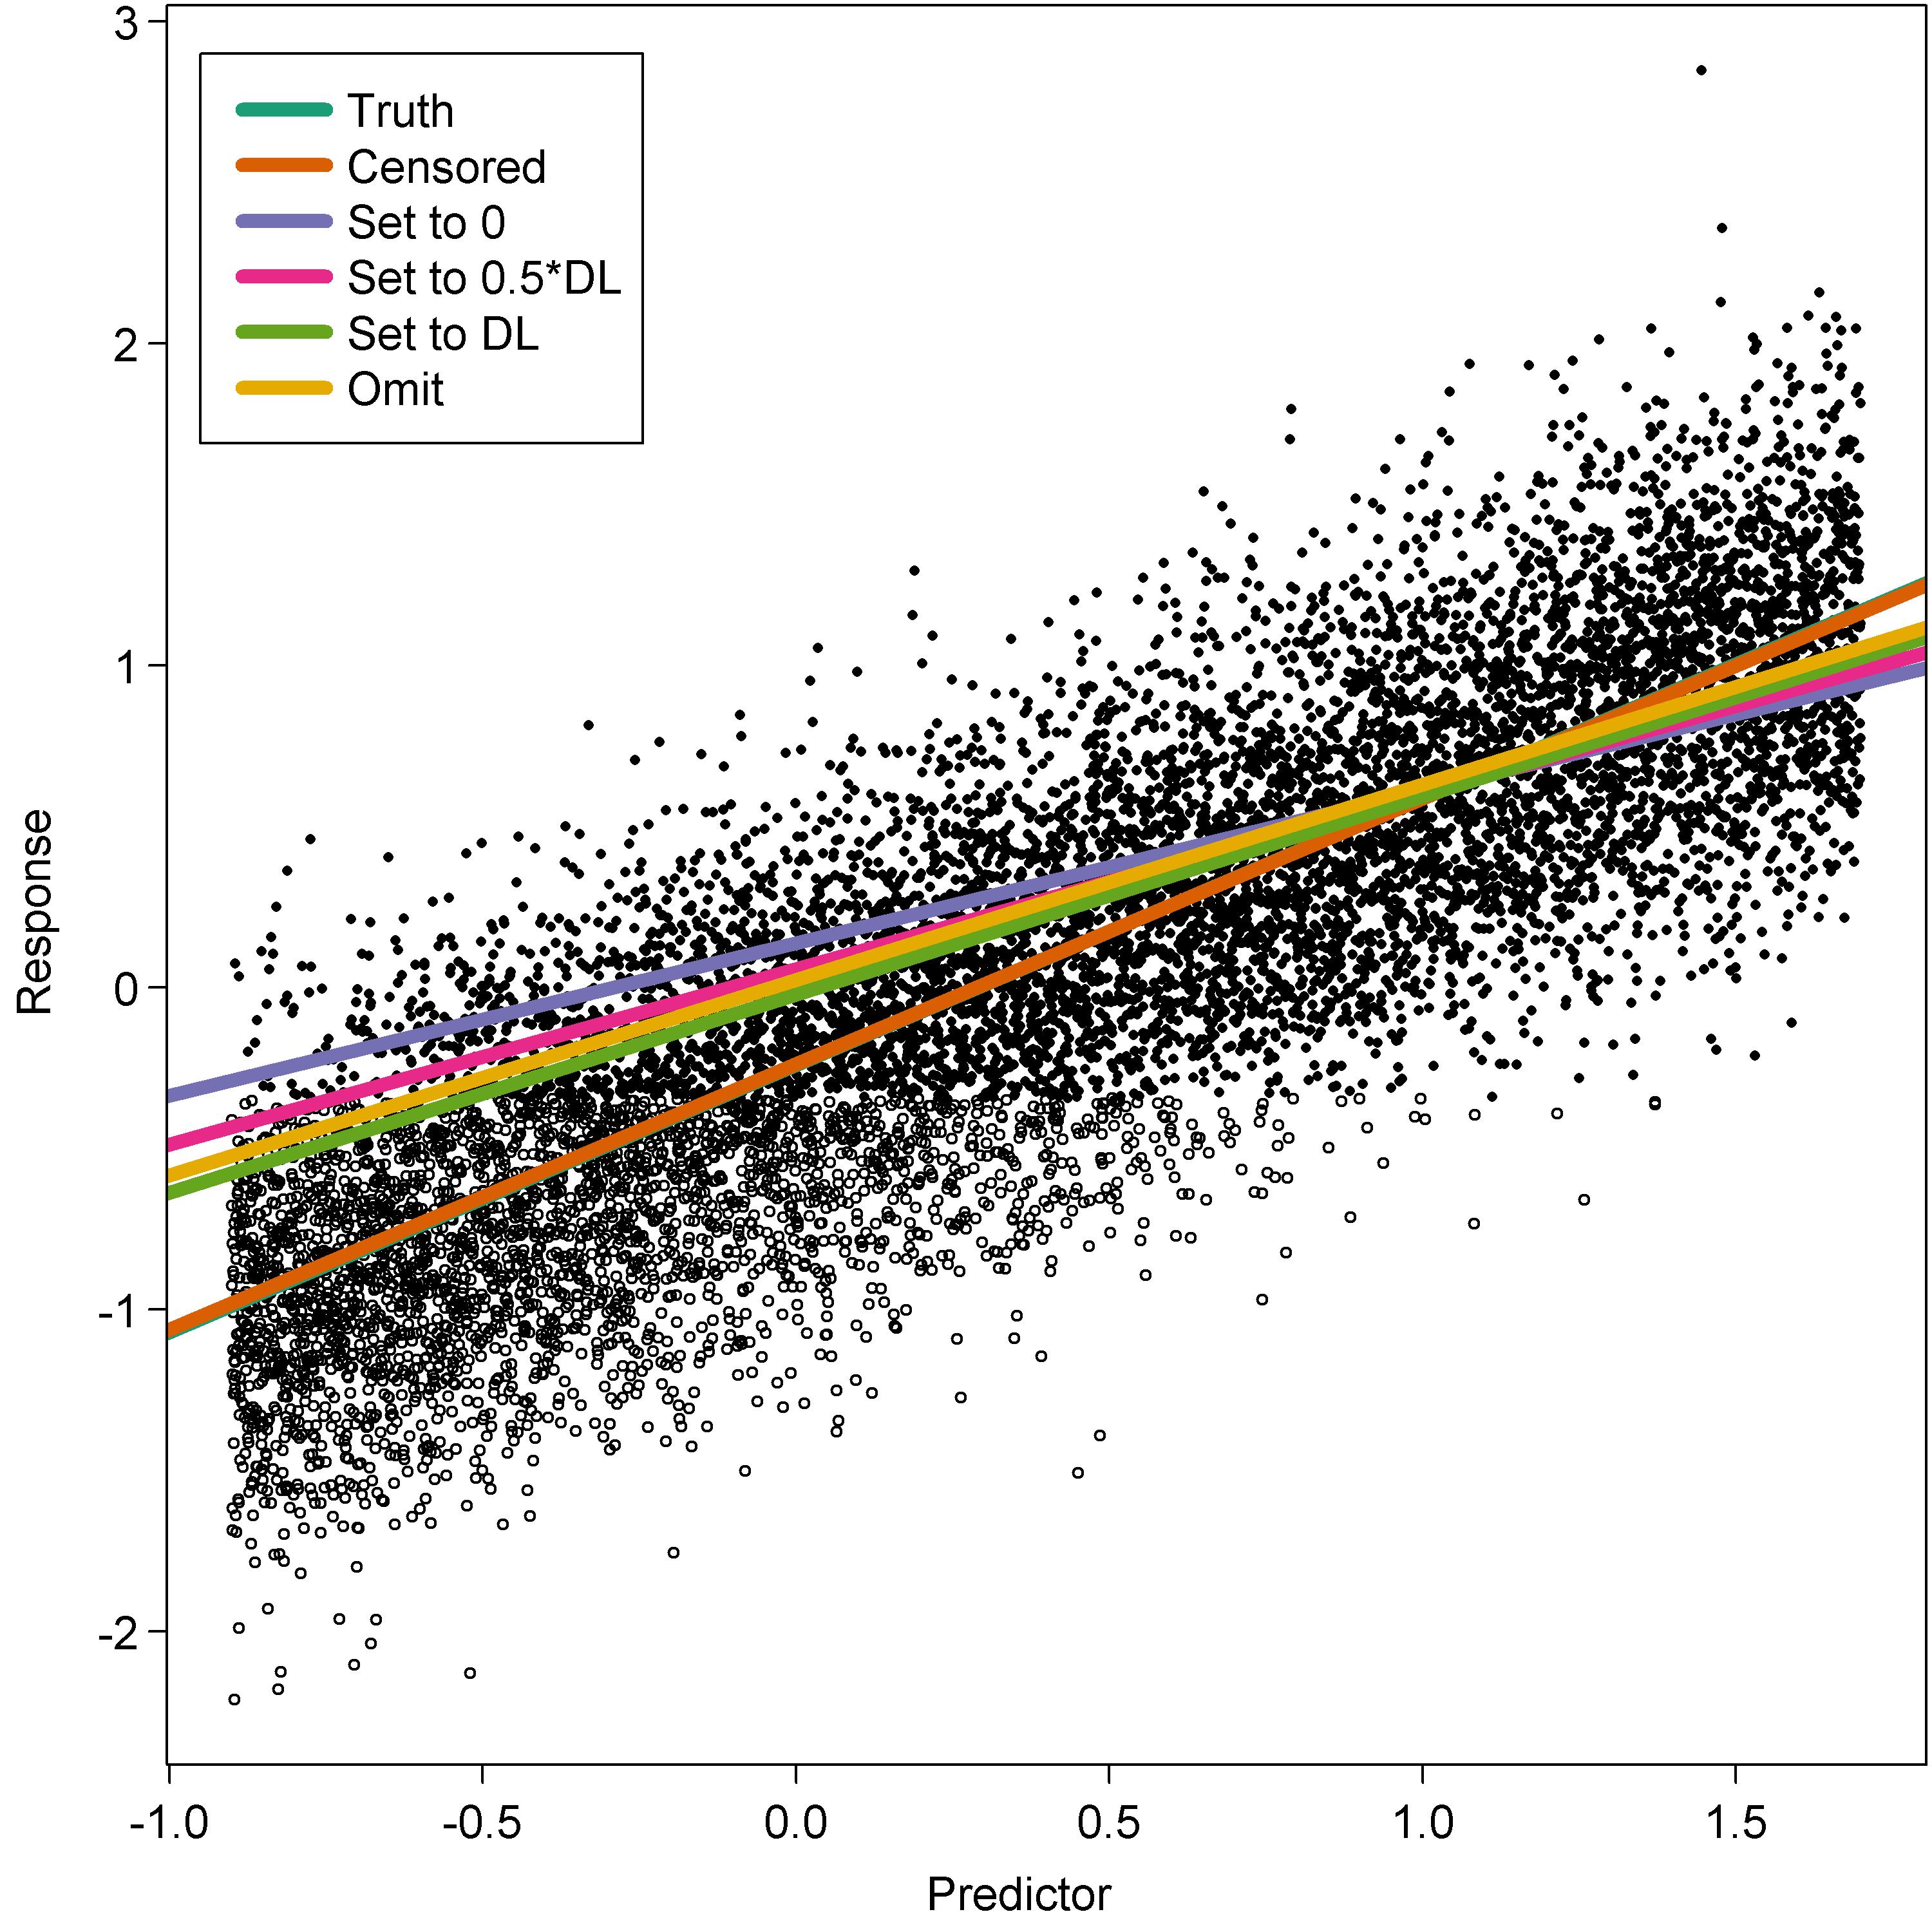 3
Truth
Censored
Set to 0
Set to 0.5*DL
Set to DL
Omit
2
1
0
-1
-2
Response
-1.0 -0.5 0.0 0.5 1.0 1.5
Predictor